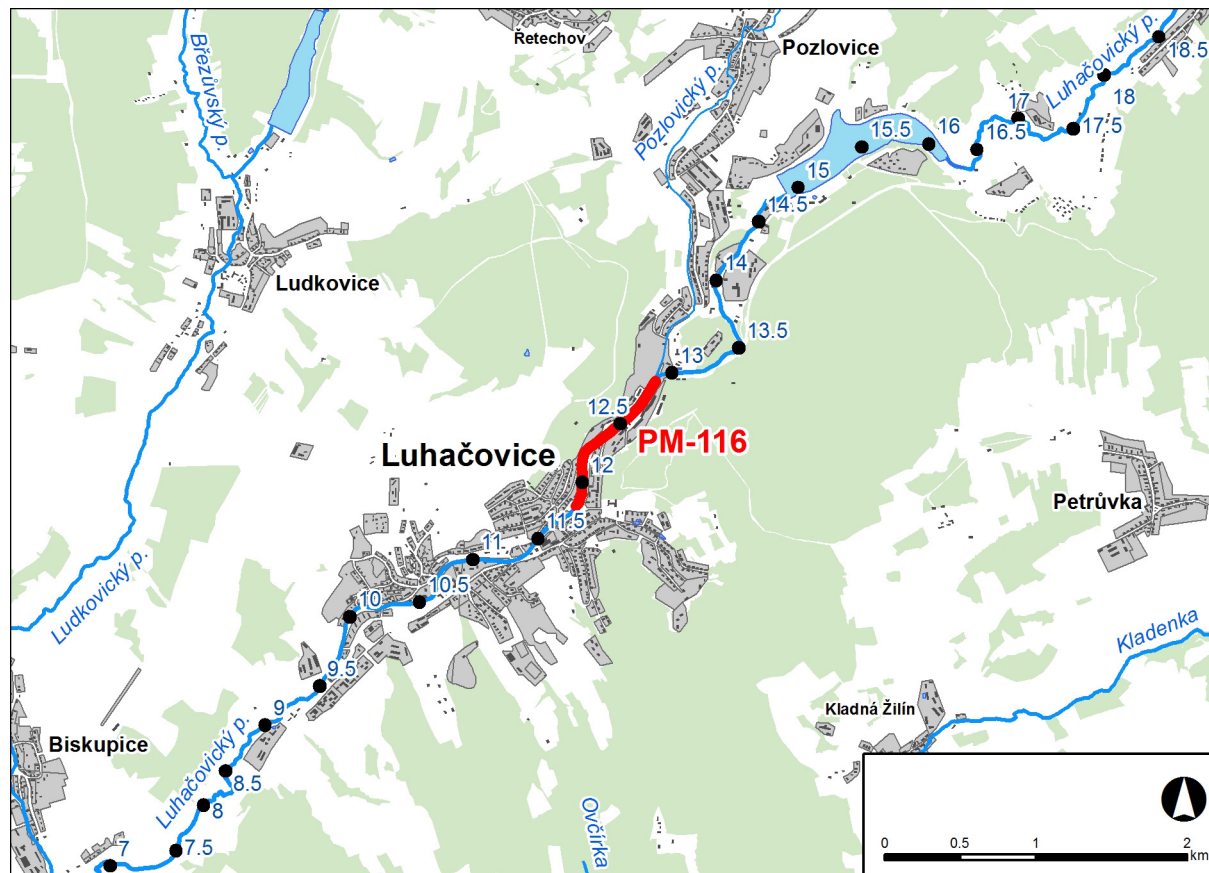 Řetechov
Pozlovice
Luhačovický p.
18.5
Březůvský p.
Pozlovický p.
18
17
17.5
16.5
16
15.5
15
14.5
14
Ludkovice
13.5
13
12.5
PM-116
Luhačovice
12
Petrůvka
11.5
11
10.5
10
Ludkovický p.
Kladenka
9.5
9
Kladná Žilín
Biskupice
Luhačovický p.
8.5
8
7.5
7
Ovčírka
0 0.5 1 2
km